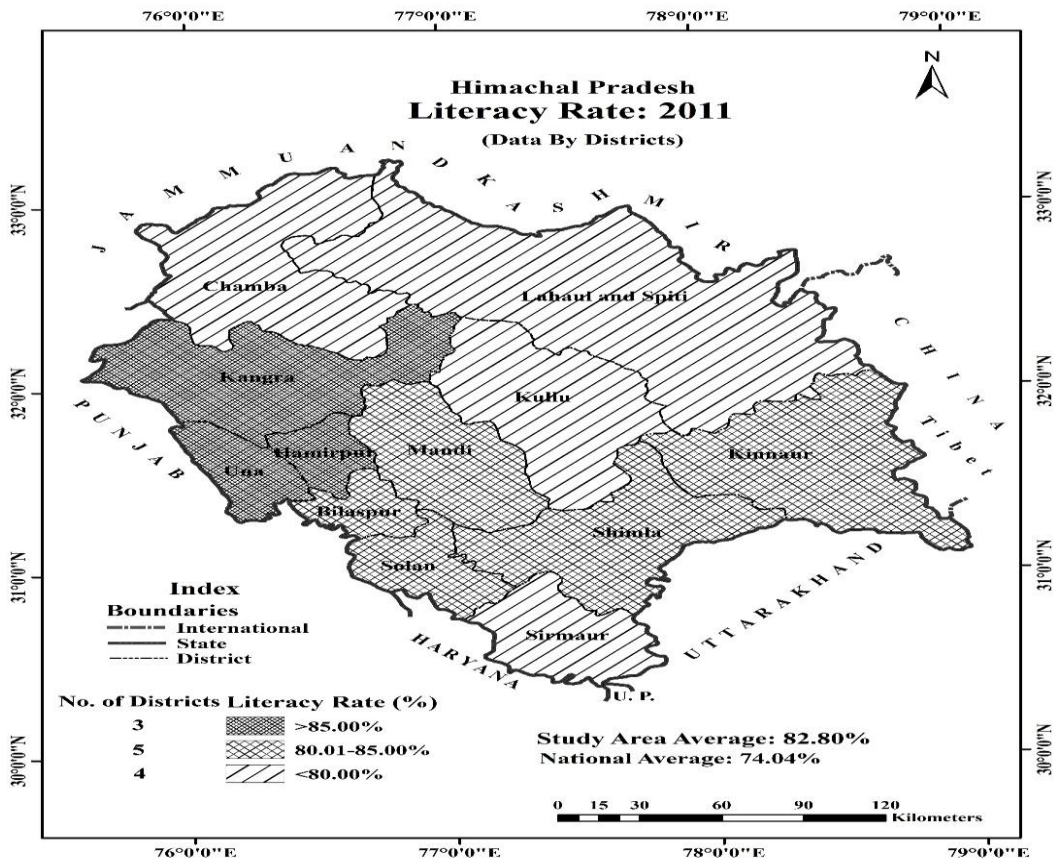 76°0'0"E 77°0'0"E 78°0'0"E 79°0'0"E
N
Himachal Pradesh
Literacy Rate: 2011
(Data By Districts)
JAMMU AND KASHMIR
33°0'0"N
33°0'0"N
Chamba
Lahaul and Spiti
CHINA
Tibet
Kangra
Kullu
32°0'0"N
32°0'0"N
PUNJAB
Hamirpur
Mandi
Kinnaur
Una
Bilaspur
Shimla
Solan
31°0'0"N
31°0'0"N
UTTARAKHAND
Sirmaur
HARYANA
U. P.
Index
Boundaries
International
State
District
No. of Districts Literacy Rate (%)
3 >85.00%
5 80.01-85.00%
4 <80.00%
Study Area Average: 82.80%
National Average: 74.04%
30°0'0"N
30°0'0"N
0 15 30 60 90 120
Kilometers
76°0'0"E 77°0'0"E 78°0'0"E 79°0'0"E